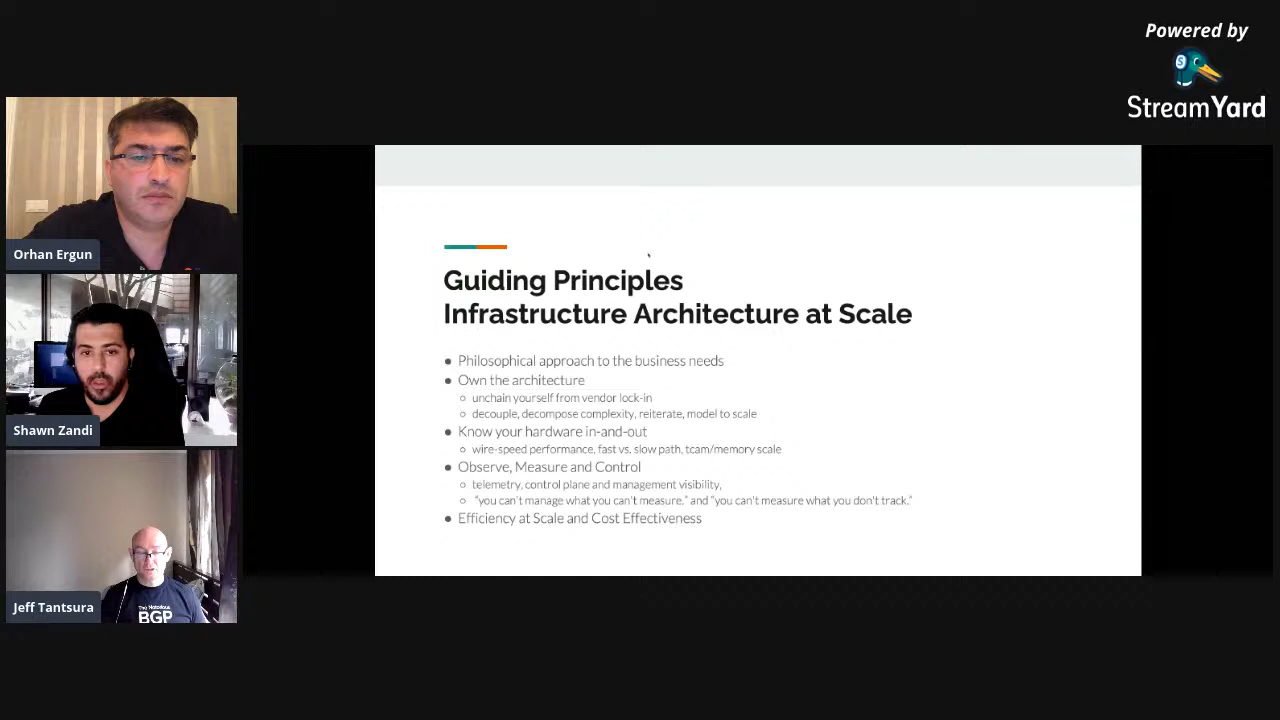 Powered by
StreamYard
Orhan Ergun
Shawn Zandi
Jeff Tantsura
The Notorious
BGP
Guiding Principles
Infrastructure Architecture at Scale
● Philosophical approach to the business needs
● Own the architecture
○ unchain yourself from vendor lock-in
○ decouple, decompose complexity, reiterate, model to scale
● Know your hardware in-and-out
○ wire-speed performance, fast vs. slow path, tcam/memory scale
● Observe, Measure and Control
○ telemetry, control plane and management visibility,
○ "you can't manage what you can't measure." and "you can't measure what you don't track."
● Efficiency at Scale and Cost Effectiveness